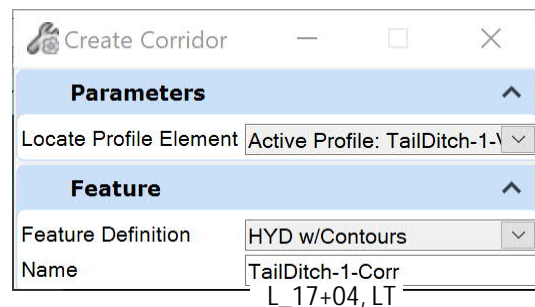 Create Corridor
Parameters
Locate Profile Element Active Profile: TailDitch-1-
Feature
Feature Definition HYD w/Contours
Name TailDitch-1-Corr
L_17+04, LT